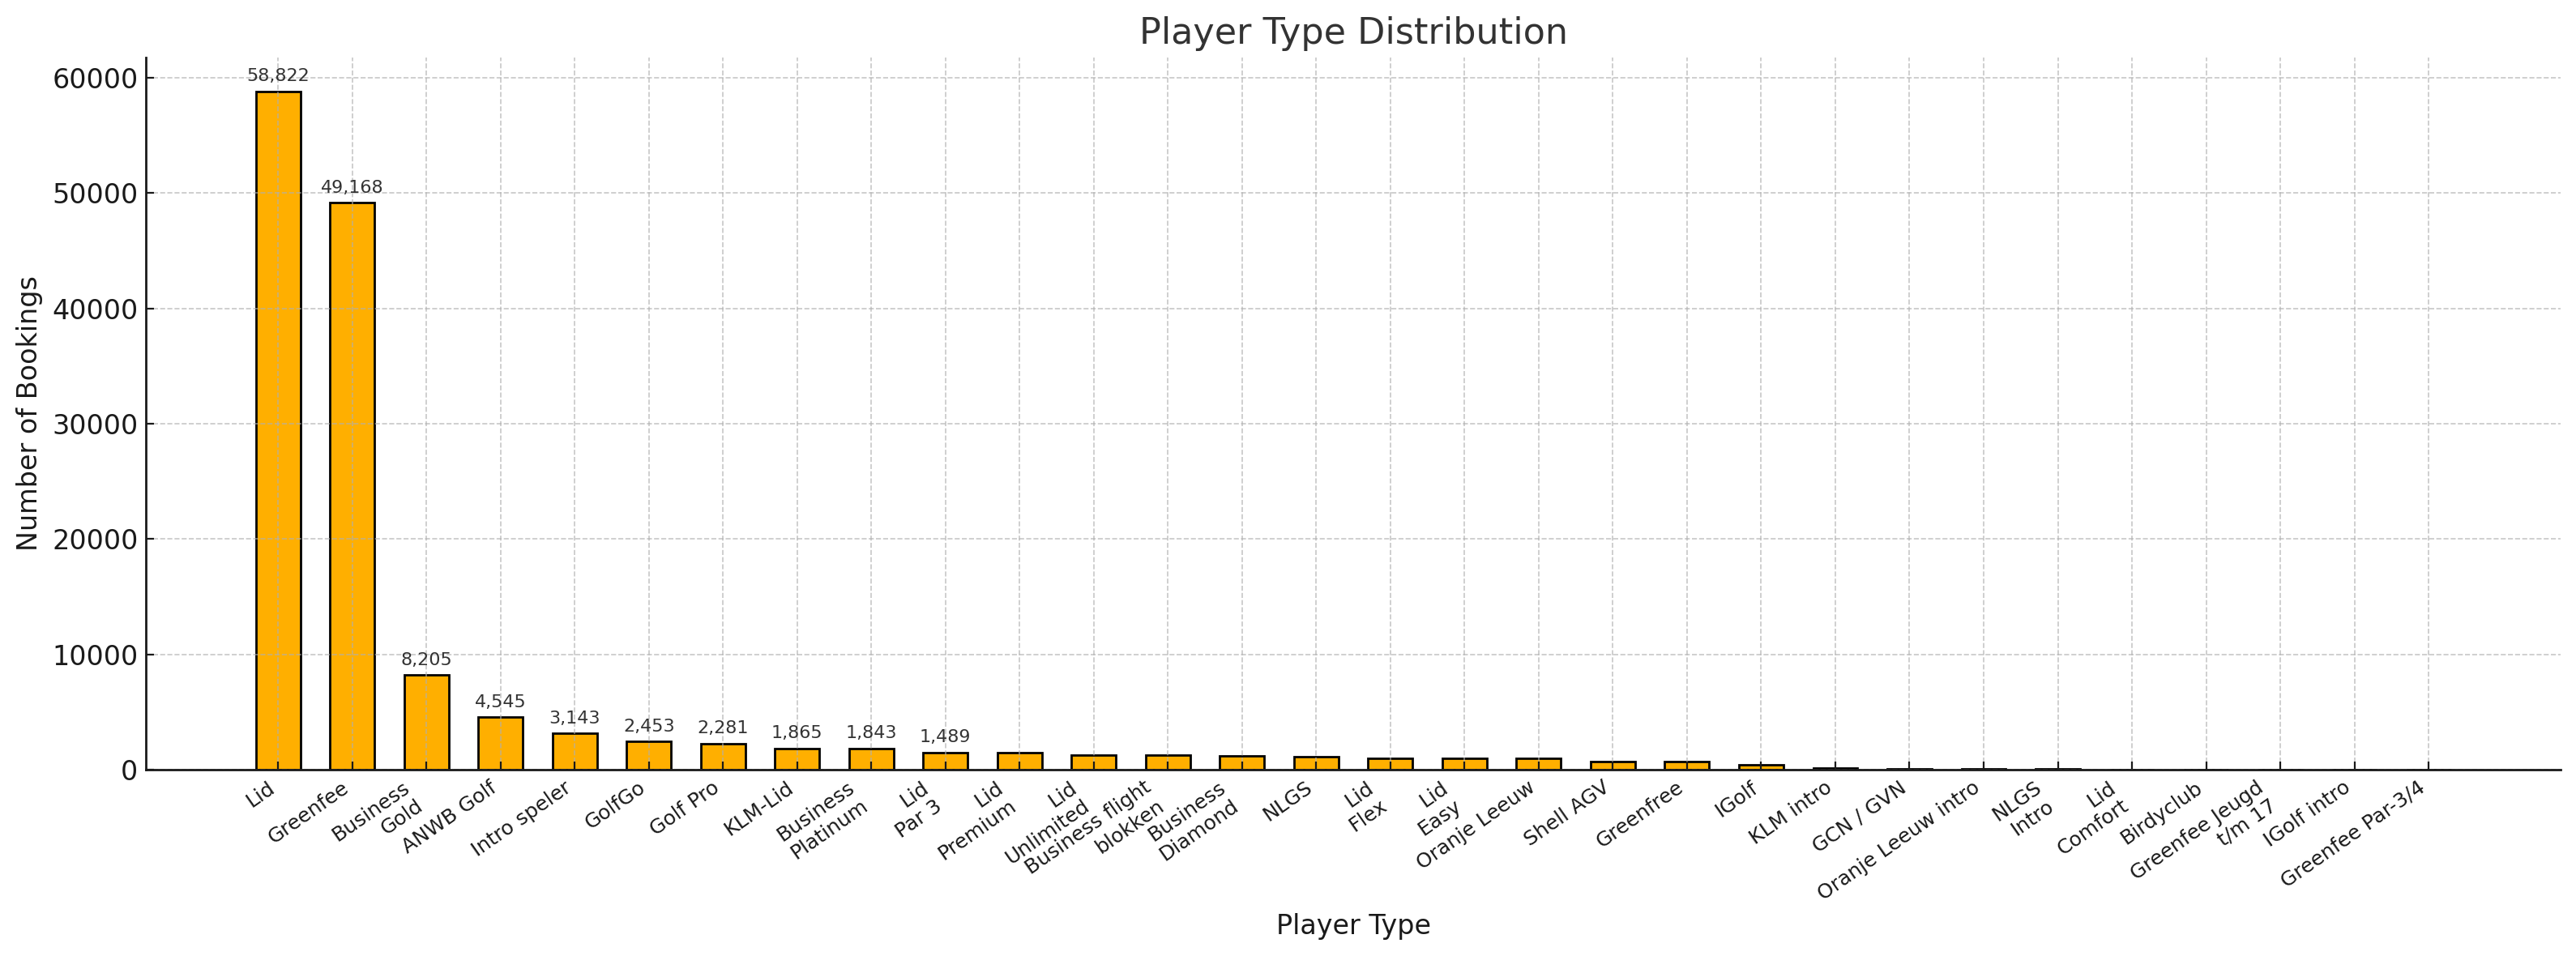 Player Type Distribution
Number of Bookings
60000
50000
40000
30000
20000
10000
0
58,822
49,168
8,205
4,545
3,143
2,453
2,281
1,865
1,843
1,489
Lid
Greenfee
Business
Gold
ANWB Golf
Intro speler
GolfGo
Golf Pro
KLM-Lid
Business
Platinum
Lid
Par 3
Lid
Premium
Lid
Unlimited
Business flight
blokken
Business
Diamond
NLGS
Lid
Flex
Lid
Easy
Oranje Leeuw
Shell AGV
Greenfree
IGolf
KLM intro
GCN / GVN
Oranje Leeuw intro
NLGS
Intro
Lid
Comfort
Birdyclub
Greenfee Jeugd
t/m 17
IGolf intro
Greenfee Par-3/4
Player Type